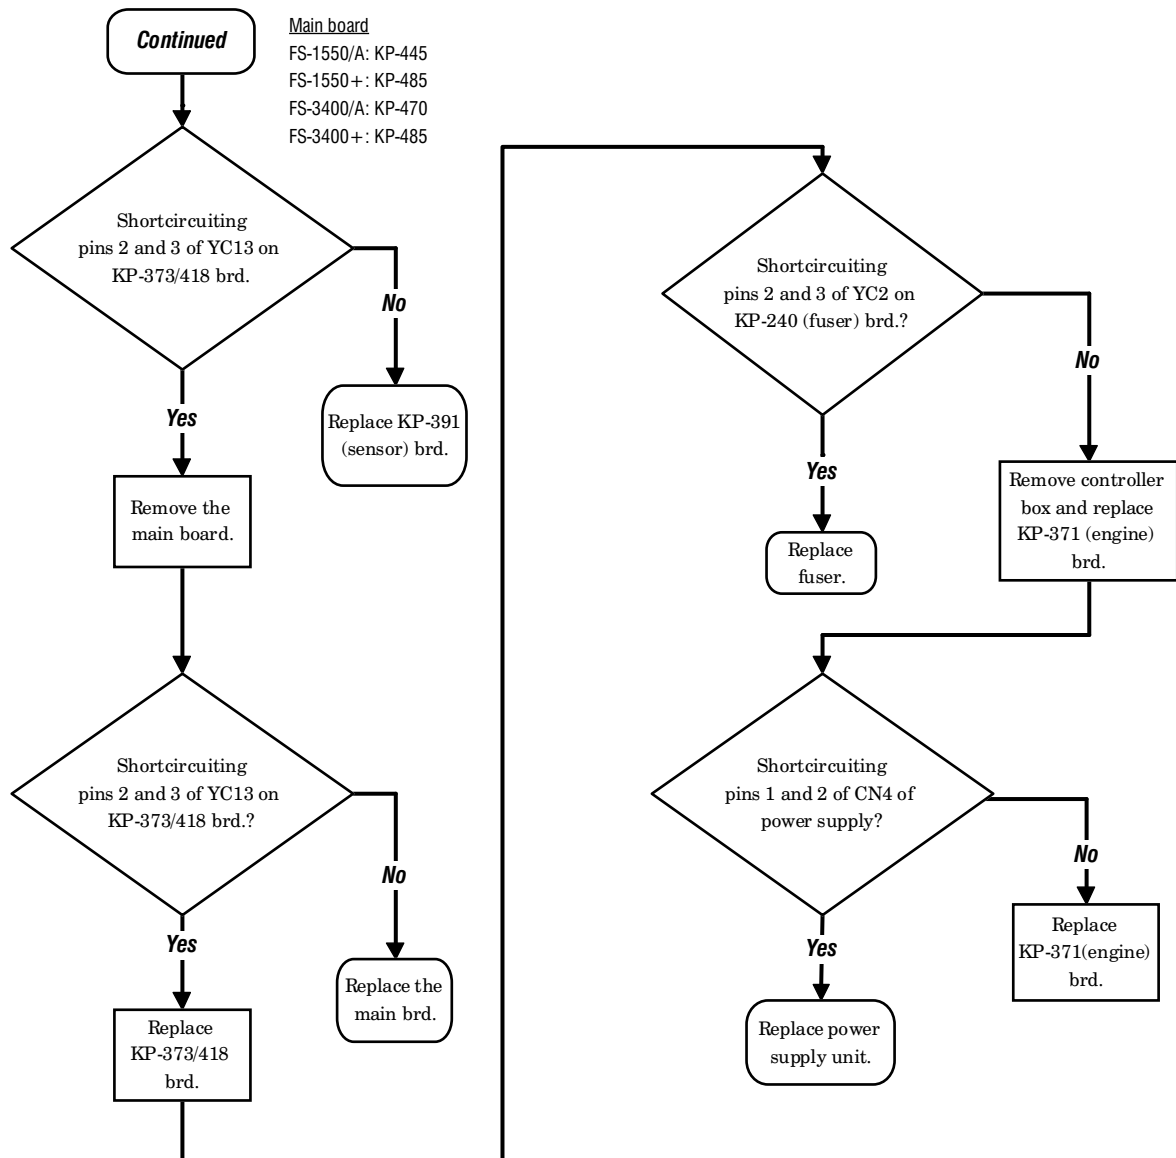 Continued
Main board
FS-1550/A: KP-445
FS-1550+: KP-485
FS-3400/A: KP-470
FS-3400+: KP-485
Shortcircuiting
pins 2 and 3 of YC13 on
KP-373/418 brd.
No
Replace KP-391
(sensor) brd.
Yes
Remove the
main board.
Shortcircuiting
pins 2 and 3 of YC13 on
KP-373/418 brd.?
No
Replace the
main brd.
Yes
Replace
KP-373/418
brd.
Shortcircuiting
pins 2 and 3 of YC2 on
KP-240 (fuser) brd.?
No
Yes
Replace
fuser.
Remove controller
box and replace
KP-371 (engine)
brd.
Shortcircuiting
pins 1 and 2 of CN4 of
power supply?
No
Replace
KP-371(engine)
brd.
Yes
Replace power
supply unit.